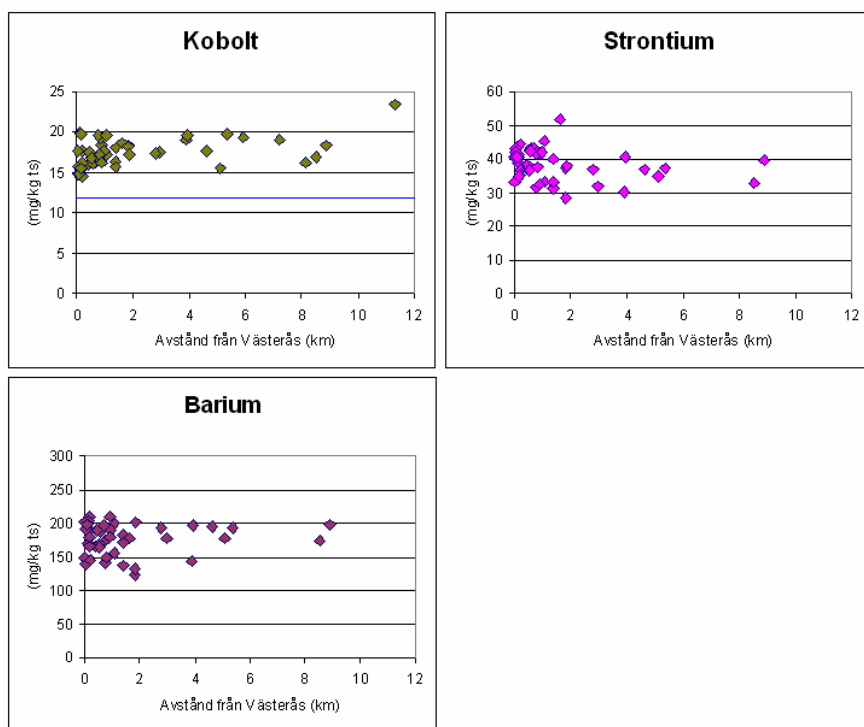 Kobolt
25
20
15
10
5
0
(mg/kg ts)
0 2 4 6 8 10 12
Avstånd från Västerås (km)
Strontium
60
50
40
30
20
10
0
(mg/kg ts)
0 2 4 6 8 10 12
Avstånd från Västerås (km)
Barium
300
250
200
150
100
50
0
(mg/kg ts)
0 2 4 6 8 10 12
Avstånd från Västerås (km)